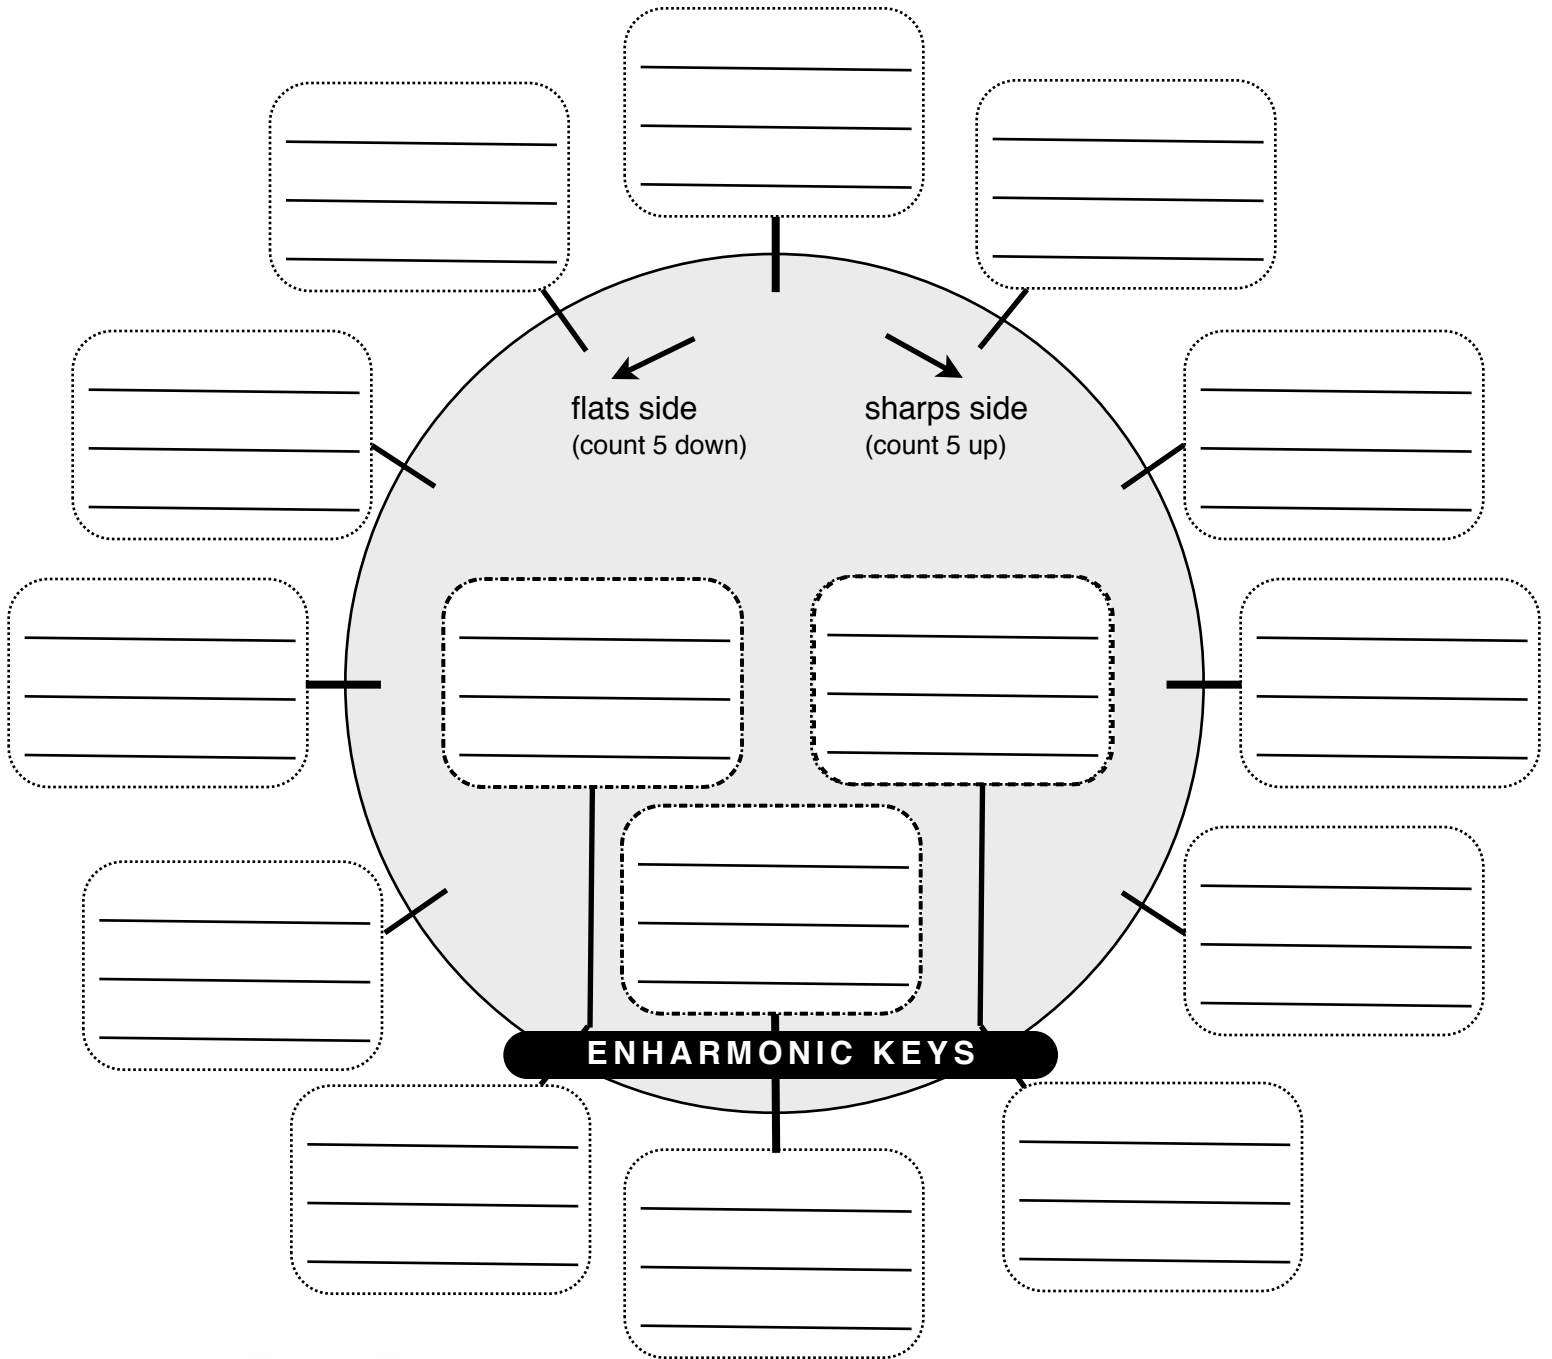 flats side
(count 5 down)
sharps side
(count 5 up)
ENHARMONIC KEYS